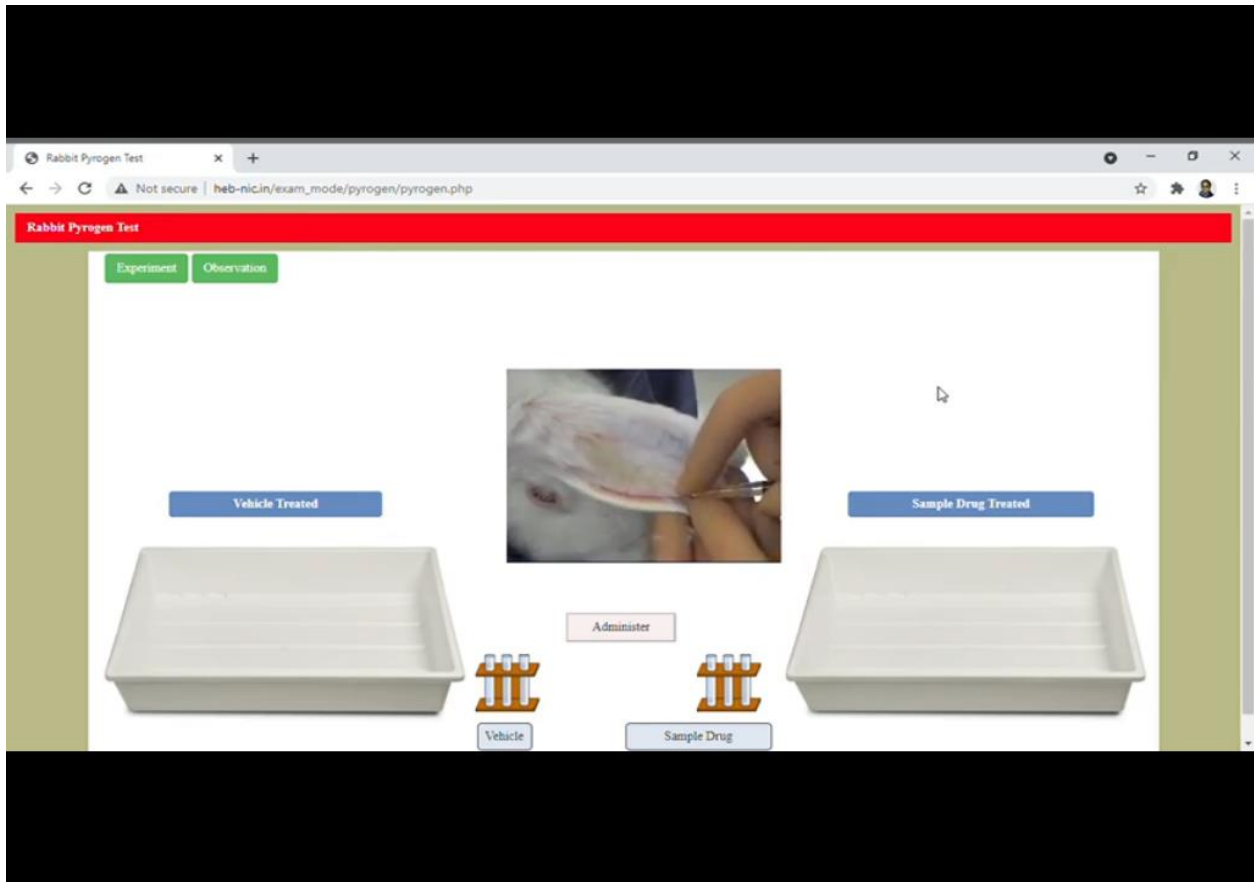 Rabbit Pyrogen Test
Not secure | heb-nic.in/exam_mode/pyrogen/pyrogen.php
Rabbit Pyrogen Test
Experiment Observation
Vehicle Treated
Sample Drug Treated
Administer
Vehicle
Sample Drug